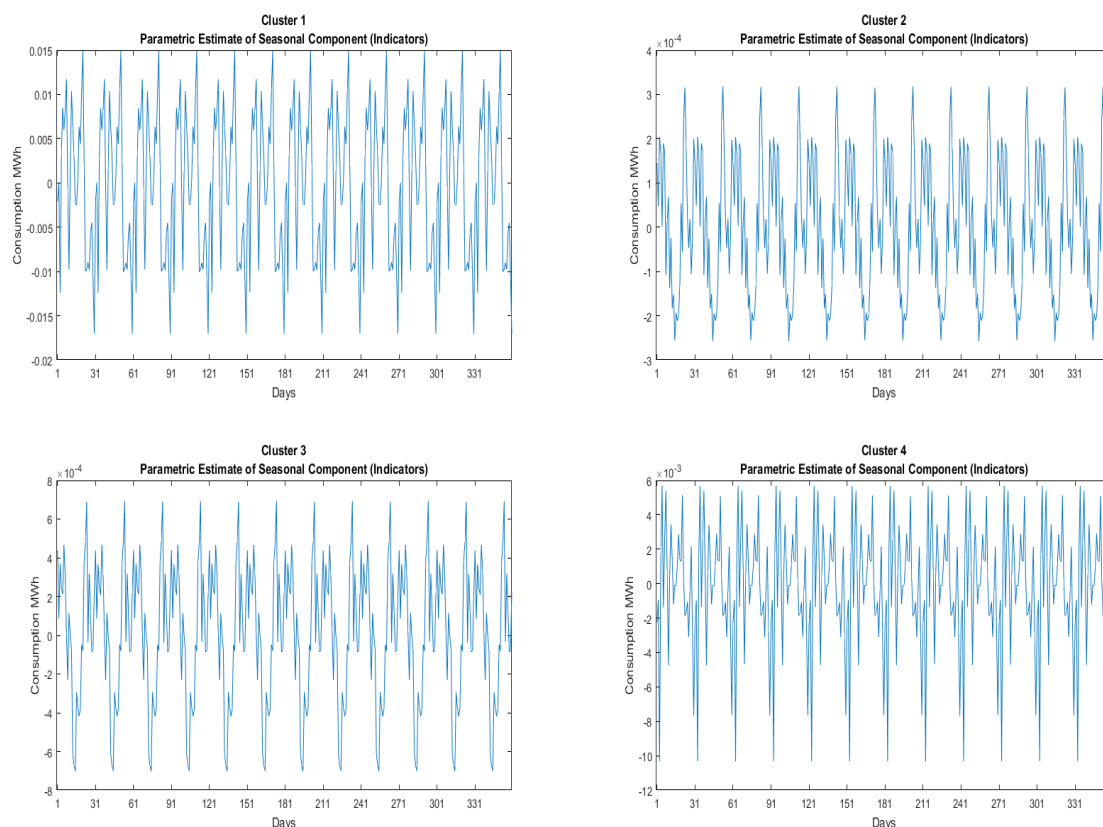 Cluster 1
Parametric Estimate of Seasonal Component (Indicators)
0.015
0.01
0.005
0
-0.005
-0.01
-0.015
-0.02
Consumption MWh
1 31 61 91 121 151 181 211 241 271 301 331
Days
Cluster 2
Parametric Estimate of Seasonal Component (Indicators)
×10-4
4
3
2
1
0
-1
-2
-3
Consumption MWh
1 31 61 91 121 151 181 211 241 271 301 331
Days
Cluster 3
Parametric Estimate of Seasonal Component (Indicators)
×10-4
8
6
4
2
0
-2
-4
-6
-8
Consumption MWh
1 31 61 91 121 151 181 211 241 271 301 331
Days
Cluster 4
Parametric Estimate of Seasonal Component (Indicators)
×10-3
6
4
2
0
-2
-4
-6
-8
-10
-12
Consumption MWh
1 31 61 91 121 151 181 211 241 271 301 331
Days